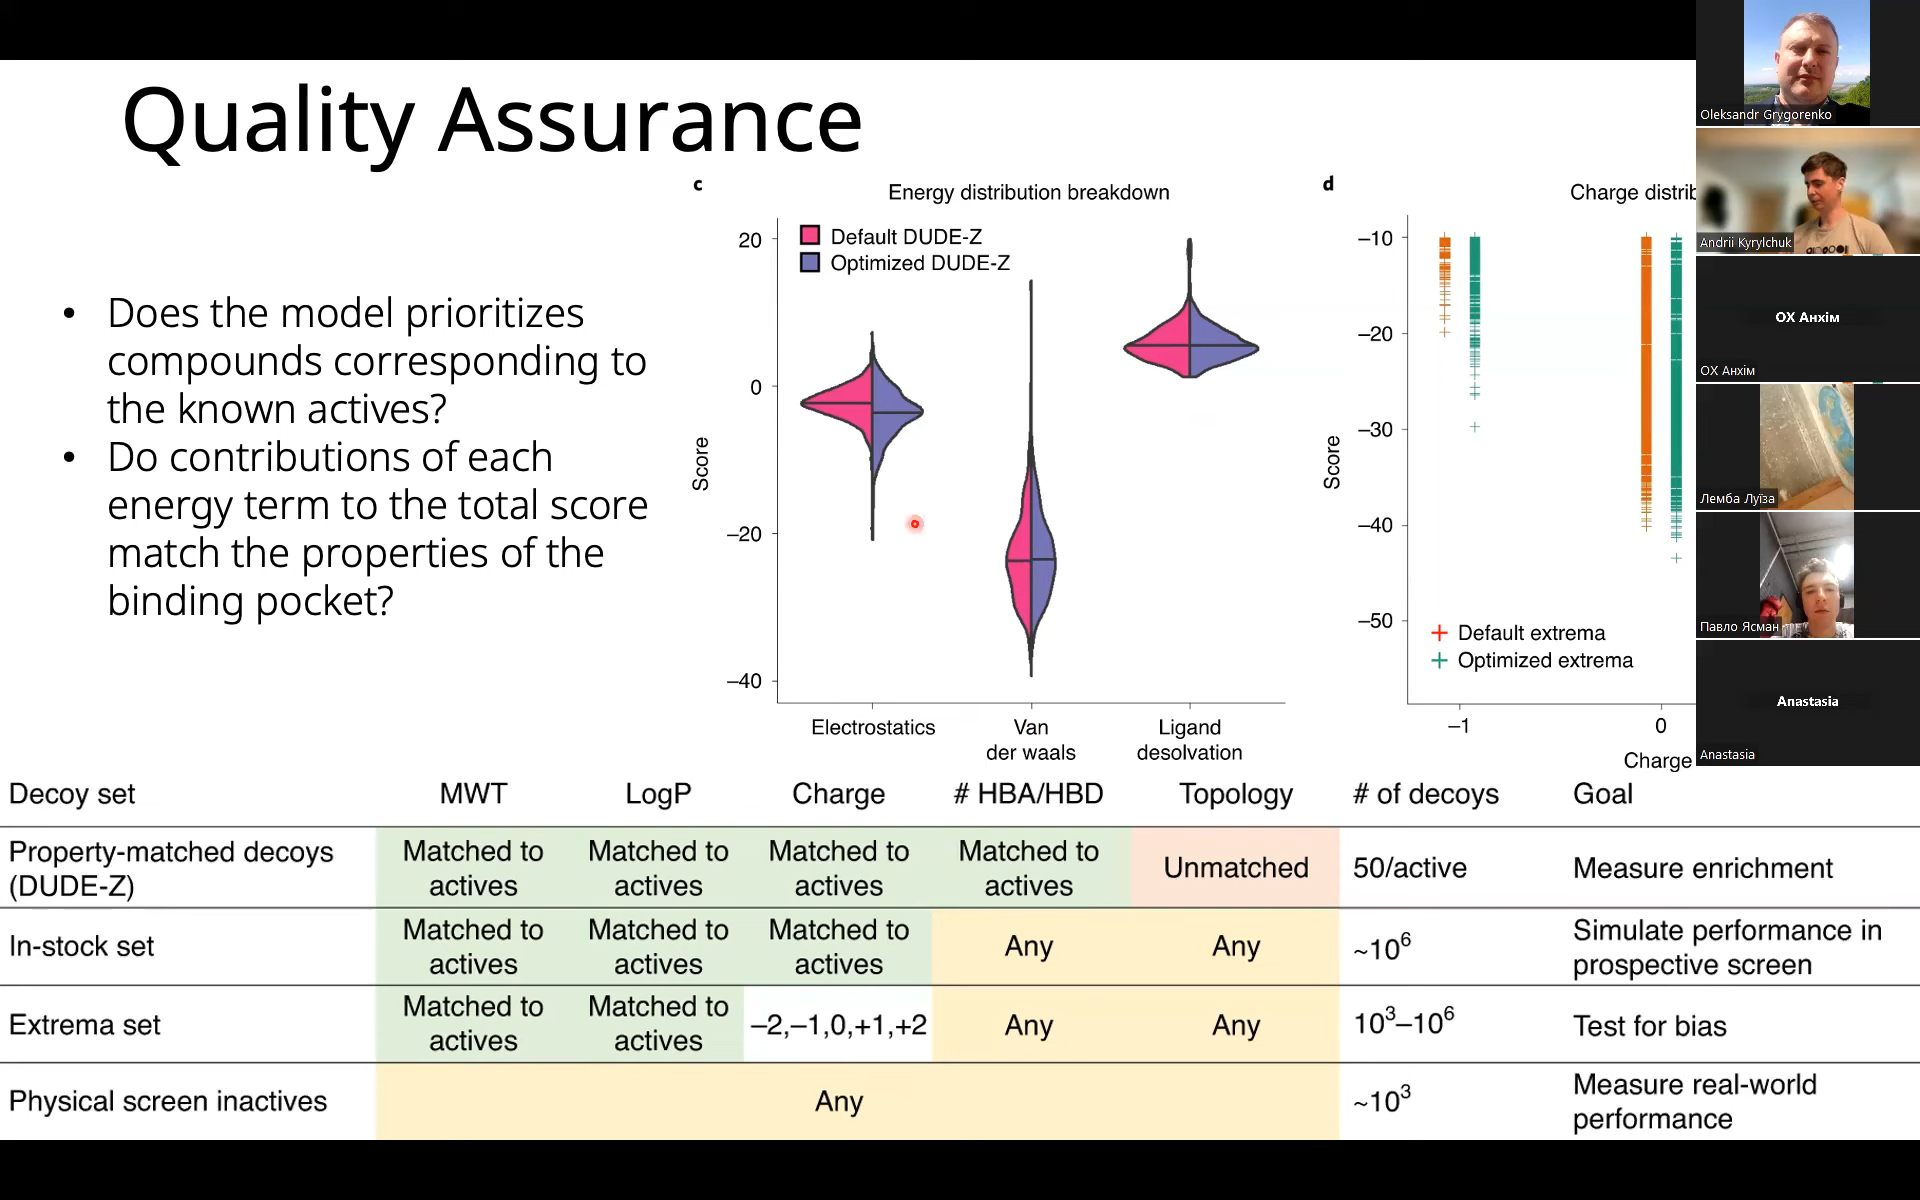 Quality Assurance
• Does the model prioritizes
compounds corresponding to
the known actives?
• Do contributions of each
energy term to the total score
match the properties of the
binding pocket?
c
Energy distribution breakdown
Default DUDE-Z
Optimized DUDE-Z
Score
20
0
–20
–40
Electrostatics
Van
der waals
Ligand
desolvation
d
Charge distrib
Score
–10
–20
–30
–40
–50
Default extrema
Optimized extrema
–1
0
Charge
Decoy set MWT LogP Charge # HBA/HBD Topology # of decoys Goal
Property-matched decoys
(DUDE-Z)
Matched to
actives
Matched to
actives
Matched to
actives
Matched to
actives
Unmatched
50/active
Measure enrichment
In-stock set
Matched to
actives
Matched to
actives
Matched to
actives
Any
Any
~10⁶
Simulate performance in
prospective screen
Extrema set
Matched to
actives
Matched to
actives
–2,–1,0,+1,+2
Any
Any
10³–10⁶
Test for bias
Physical screen inactives
Any
~10³
Measure real-world
performance
Oleksandr Grygorenko
Andrii Kyrylchuk
ОХ Анхім
ОХ Анхім
Лемба Луїза
Павло Ясман
Anastasia
Anastasia